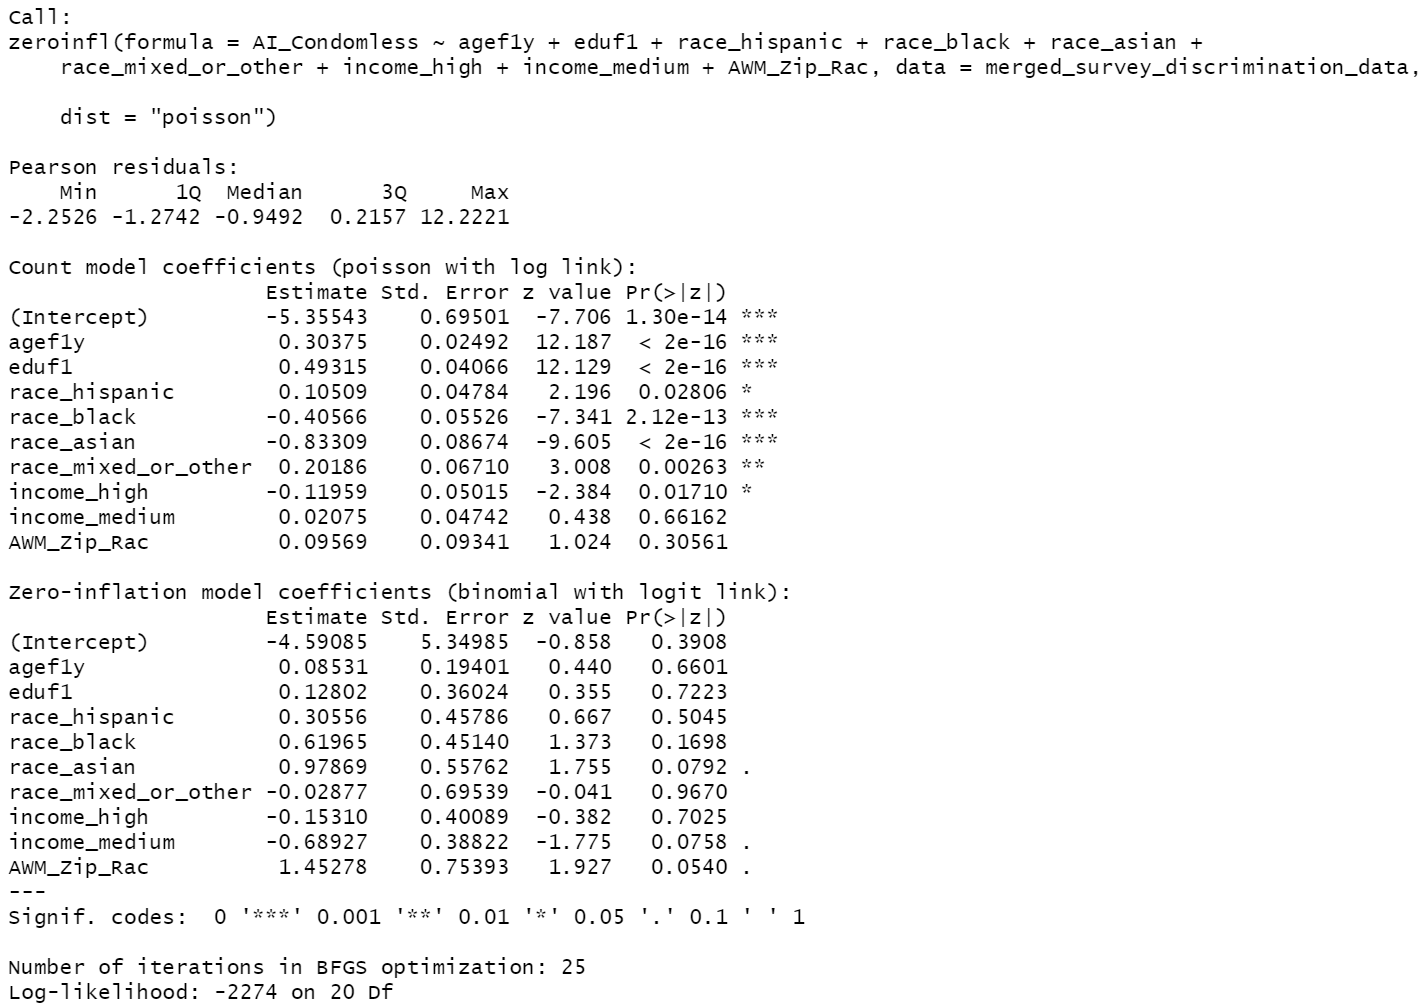 Call:
zeroinfl(formula = AI_Condomless ~ agef1y + eduf1 + race_hispanic + race_black + race_asian +
    race_mixed_or_other + income_high + income_medium + AWM_Zip_Rac, data = merged_survey_discrimination_data,
    dist = "poisson")
Pearson residuals:
    Min      1Q  Median      3Q     Max
-2.2526 -1.2742 -0.9492  0.2157 12.2221
Count model coefficients (poisson with log link):
                    Estimate Std. Error z value Pr(>|z|)
(Intercept)         -5.35543    0.69501  -7.706 1.30e-14 ***
agef1y               0.30375    0.02492  12.187  < 2e-16 ***
eduf1                0.49315    0.04066  12.129  < 2e-16 ***
race_hispanic        0.10509    0.04784   2.196  0.02806 *
race_black          -0.40566    0.05526  -7.341 2.12e-13 ***
race_asian          -0.83309    0.08674  -9.605  < 2e-16 ***
race_mixed_or_other  0.20186    0.06710   3.008  0.00263 **
income_high         -0.11959    0.05015  -2.384  0.01710 *
income_medium        0.02075    0.04742   0.438  0.66162
AWM_Zip_Rac          0.09569    0.09341   1.024  0.30561
Zero-inflation model coefficients (binomial with logit link):
                    Estimate Std. Error z value Pr(>|z|)
(Intercept)         -4.59085    5.34985  -0.858   0.3908
agef1y               0.08531    0.19401   0.440   0.6601
eduf1                0.12802    0.36024   0.355   0.7223
race_hispanic        0.30556    0.45786   0.667   0.5045
race_black           0.61965    0.45140   1.373   0.1698
race_asian           0.97869    0.55762   1.755   0.0792 .
race_mixed_or_other -0.02877    0.69539  -0.041   0.9670
income_high         -0.15310    0.40089  -0.382   0.7025
income_medium       -0.68927    0.38822  -1.775   0.0758 .
AWM_Zip_Rac          1.45278    0.75393   1.927   0.0540 .
---
Signif. codes:  0 '***' 0.001 '**' 0.01 '*' 0.05 '.' 0.1 ' ' 1
Number of iterations in BFGS optimization: 25
Log-likelihood: -2274 on 20 Df